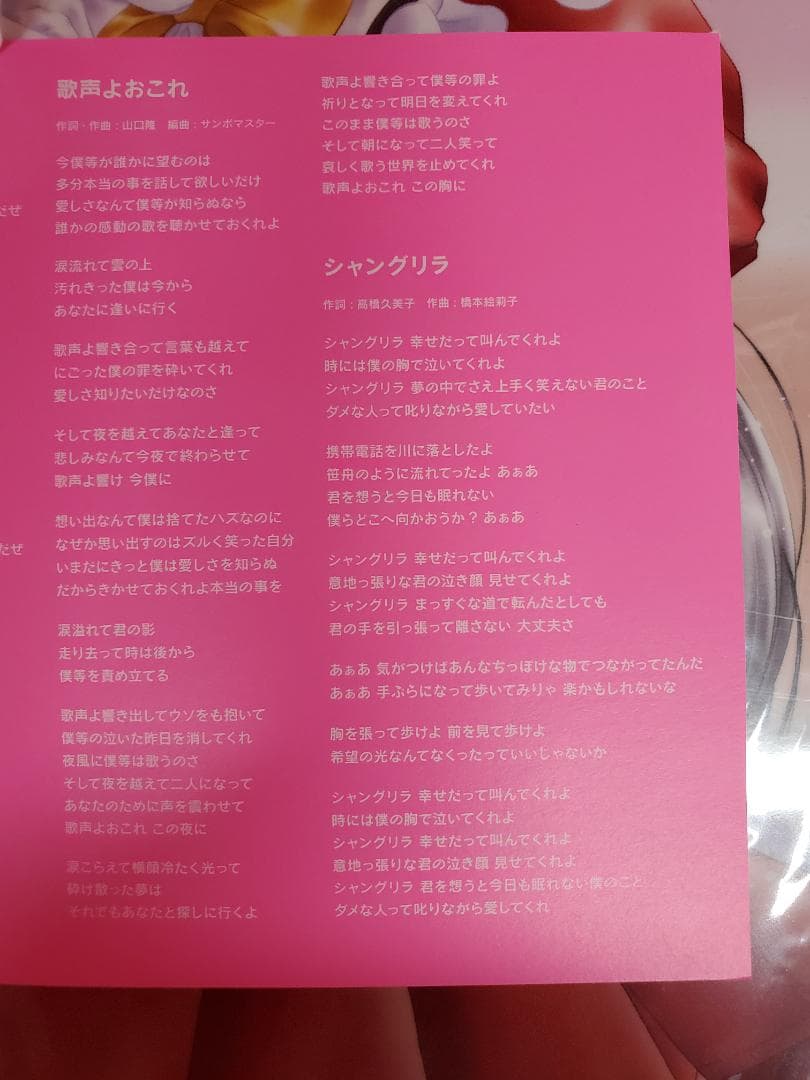 だぜ
だぜ
歌声よおこれ
作詞・作曲：山口隆　編曲：サンボマスター
今僕等が誰かに望むのは
多分本当の事を話して欲しいだけ
愛しさなんて僕等が知らぬなら
誰かの感動の歌を聴かせておくれよ
涙流れて雲の上
汚れきった僕は今から
あなたに逢いに行く
歌声よ響き合って言葉も越えて
にごった僕の罪を砕いてくれ
愛しさ知りたいだけなのさ
そして夜を越えてあなたと逢って
悲しみなんて今夜で終わらせて
歌声よ響け 今僕に
想い出なんて僕は捨てたハズなのに
なぜか思い出すのはズルく笑った自分
いまだにきっと僕は愛しさを知らぬ
だからきかせておくれよ本当の事を
涙溢れて君の影
走り去って時は後から
僕等を責め立てる
歌声よ響き出してウソをも抱いて
僕等の泣いた昨日を消してくれ
夜風に僕等は歌うのさ
そして夜を越えて二人になって
あなたのために声を震わせて
歌声よおこれ この夜に
涙こらえて横顔冷たく光って
砕け散った夢は
それでもあなたと探しに行くよ
歌声よ響き合って僕等の罪よ
祈りとなって明日を変えてくれ
このまま僕等は歌うのさ
そして朝になって二人笑って
哀しく歌う世界を止めてくれ
歌声よおこれ この胸に
シャングリラ
作詞：高橋久美子　作曲：橋本絵莉子
シャングリラ 幸せだって叫んでくれよ
時には僕の胸で泣いてくれよ
シャングリラ 夢の中でさえ上手く笑えない君のこと
ダメな人って叱りながら愛していたい
携帯電話を川に落としたよ
笹舟のように流れてったよ あぁあ
君を想うと今日も眠れない
僕らどこへ向かおうか？ あぁあ
シャングリラ 幸せだって叫んでくれよ
意地っ張りな君の泣き顔 見せてくれよ
シャングリラ まっすぐな道で転んだとしても
君の手を引っ張って離さない 大丈夫さ
あぁあ 気がつけばあんなちっぽけな物でつながってたんだ
あぁあ 手ぶらになって歩いてみりゃ 楽かもしれないな
胸を張って歩けよ 前を見て歩けよ
希望の光なんてなくったっていいじゃないか
シャングリラ 幸せだって叫んでくれよ
時には僕の胸で泣いてくれよ
シャングリラ 幸せだって叫んでくれよ
意地っ張りな君の泣き顔 見せてくれよ
シャングリラ 君を想うと今日も眠れない僕のこと
ダメな人って叱りながら愛してくれ